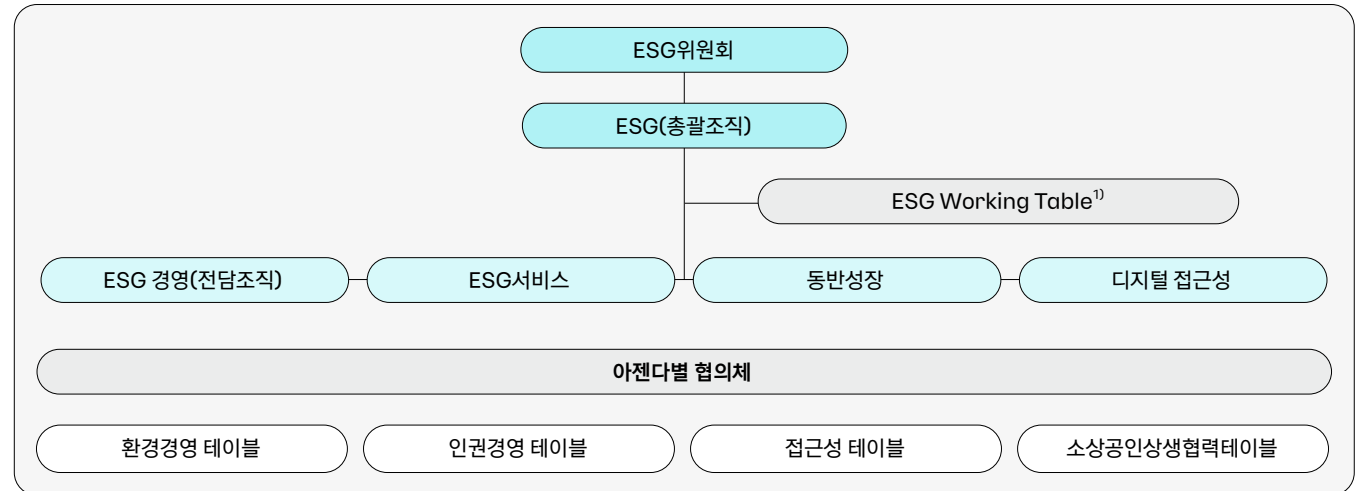 ESG위원회
ESG(총괄조직)
ESG Working Table¹⁾
ESG 경영(전담조직)
ESG서비스
동반성장
디지털 접근성
아젠다별 협의체
환경경영 테이블
인권경영 테이블
접근성 테이블
소상공인상생협력테이블